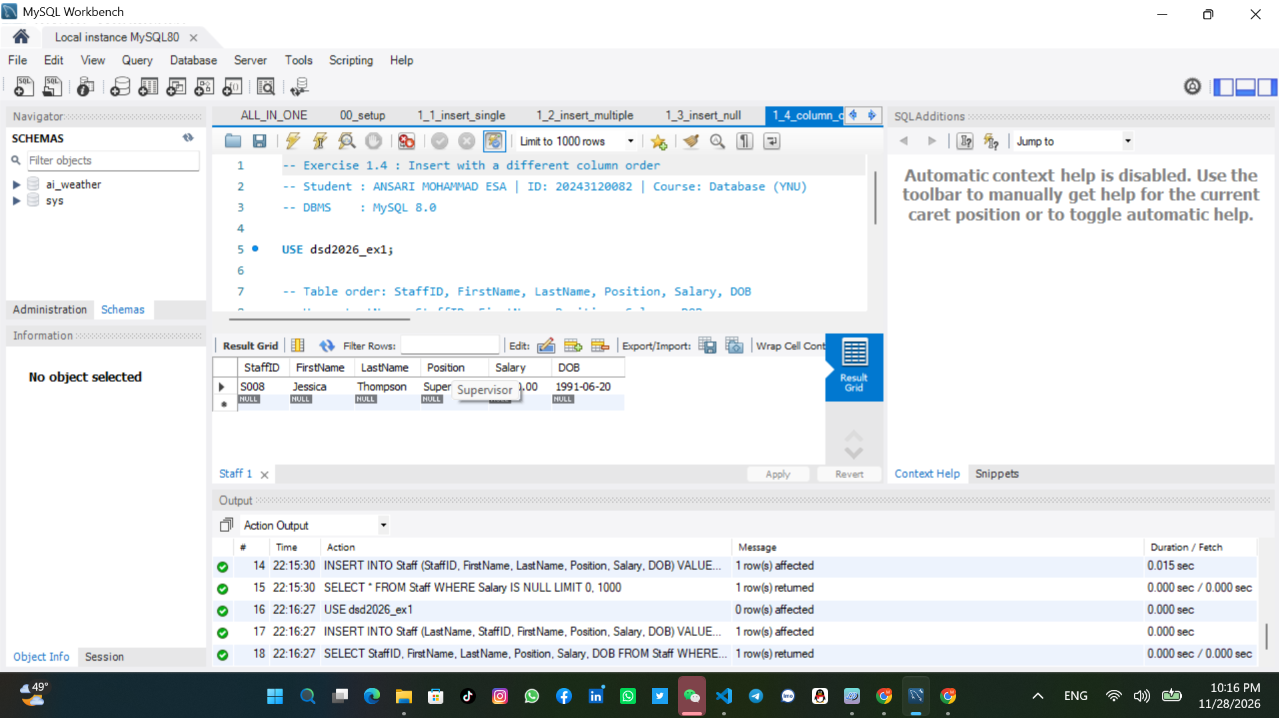 MySQL Workbench
Local instance MySQL80
File Edit View Query Database Server Tools Scripting Help
Navigator
SCHEMAS
Filter objects
ai_weather
sys
Administration Schemas
Information
No object selected
Object Info Session
ALL_IN_ONE 00_setup 1_1_insert_single 1_2_insert_multiple 1_3_insert_null 1_4_column_
Limit to 1000 rows
1 -- Exercise 1.4 : Insert with a different column order
2 -- Student : ANSARI MOHAMMAD ESA | ID: 20243120082 | Course: Database (YNU)
3 -- DBMS : MySQL 8.0
4
5 USE dsd2026_ex1;
6
7 -- Table order: StaffID, FirstName, LastName, Position, Salary, DOB
Result Grid Filter Rows: Edit: Export/Import: Wrap Cell Cont
StaffID FirstName LastName Position Salary DOB
S008 Jessica Thompson Super .00 1991-06-20
NULL NULL NULL NULL NULL
Supervisor
Result
Grid
Staff 1 Apply Revert
SQLAdditions
Jump to
Automatic context help is disabled. Use the
toolbar to manually get help for the current
caret position or to toggle automatic help.
Context Help Snippets
Output
Action Output
# Time Action Message Duration / Fetch
14 22:15:30 INSERT INTO Staff (StaffID, FirstName, LastName, Position, Salary, DOB) VALUE... 1 row(s) affected 0.015 sec
15 22:15:30 SELECT * FROM Staff WHERE Salary IS NULL LIMIT 0, 1000 1 row(s) returned 0.000 sec / 0.000 sec
16 22:16:27 USE dsd2026_ex1 0 row(s) affected 0.000 sec
17 22:16:27 INSERT INTO Staff (LastName, StaffID, FirstName, Position, Salary, DOB) VALUE... 1 row(s) affected 0.000 sec
18 22:16:27 SELECT StaffID, FirstName, LastName, Position, Salary, DOB FROM Staff WHERE... 1 row(s) returned 0.000 sec / 0.000 sec
49°
ENG
10:16 PM
11/28/2026